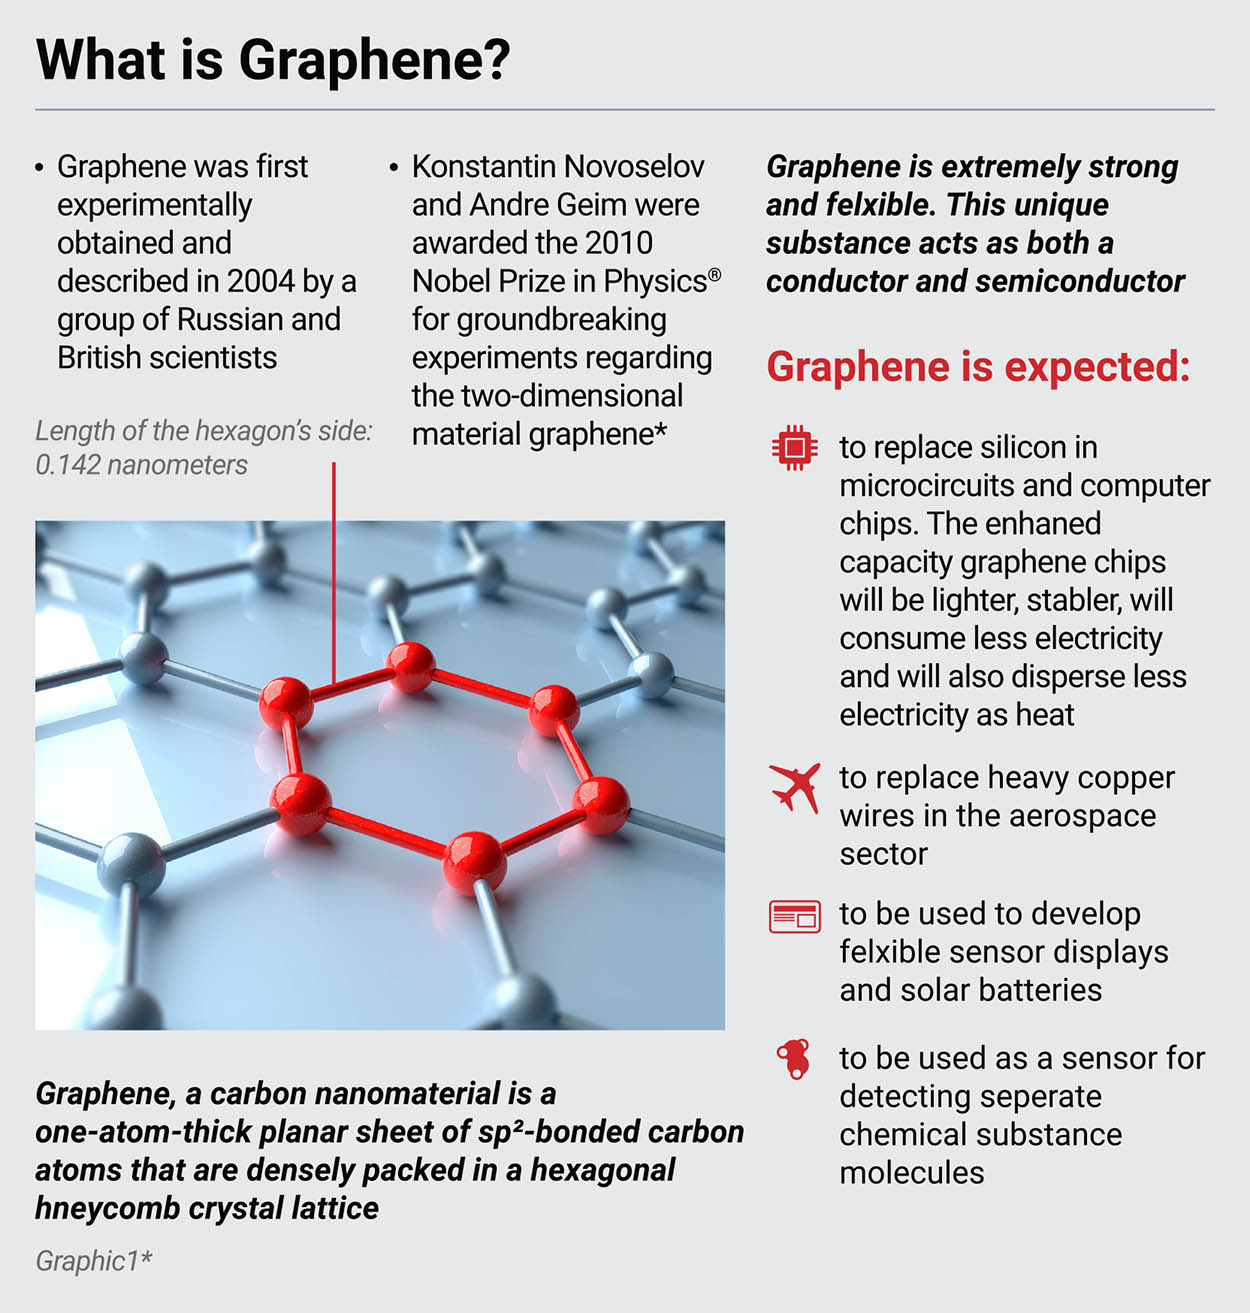 What is Graphene?
• Graphene was first
experimentally
obtained and
described in 2004 by a
group of Russian and
British scientists
• Konstantin Novoselov
and Andre Geim were
awarded the 2010
Nobel Prize in Physics®
for groundbreaking
experiments regarding
the two-dimensional
material graphene*
Length of the hexagon’s side:
0.142 nanometers
Graphene, a carbon nanomaterial is a
one-atom-thick planar sheet of sp²-bonded carbon
atoms that are densely packed in a hexagonal
hneycomb crystal lattice
Graphic1*
Graphene is extremely strong
and felxible. This unique
substance acts as both a
conductor and semiconductor
Graphene is expected:
to replace silicon in
microcircuits and computer
chips. The enhaned
capacity graphene chips
will be lighter, stabler, will
consume less electricity
and will also disperse less
electricity as heat
to replace heavy copper
wires in the aerospace
sector
to be used to develop
felxible sensor displays
and solar batteries
to be used as a sensor for
detecting seperate
chemical substance
molecules